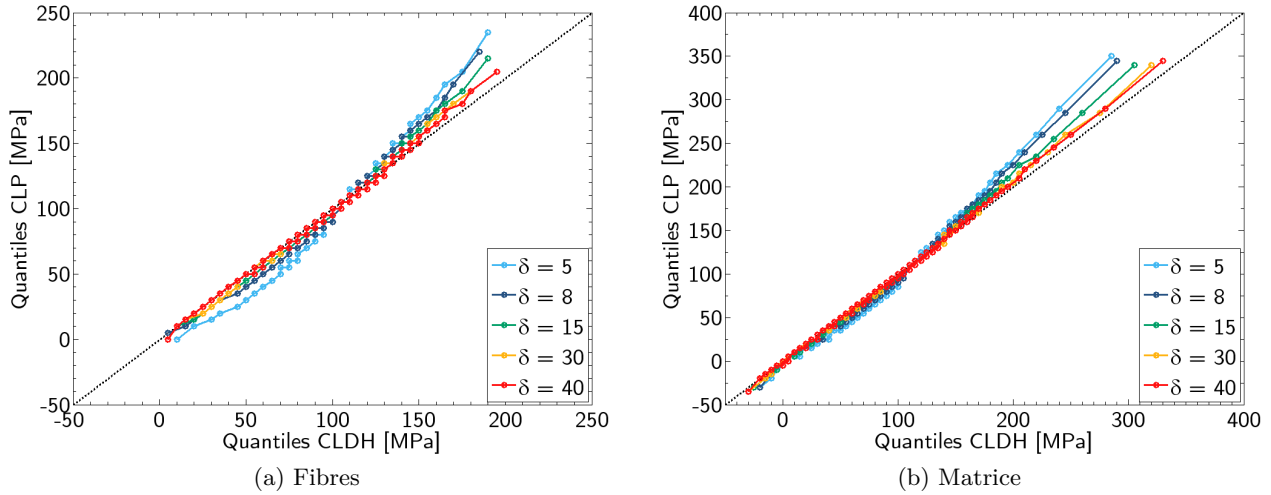 250
200
150
100
50
0
-50
Quantiles CLP [MPa]
-50 0 50 100 150 200 250
Quantiles CLDH [MPa]
δ = 5
δ = 8
δ = 15
δ = 30
δ = 40
(a) Fibres
400
350
300
250
200
150
100
50
0
-50
Quantiles CLP [MPa]
0 100 200 300 400
Quantiles CLDH [MPa]
δ = 5
δ = 8
δ = 15
δ = 30
δ = 40
(b) Matrice